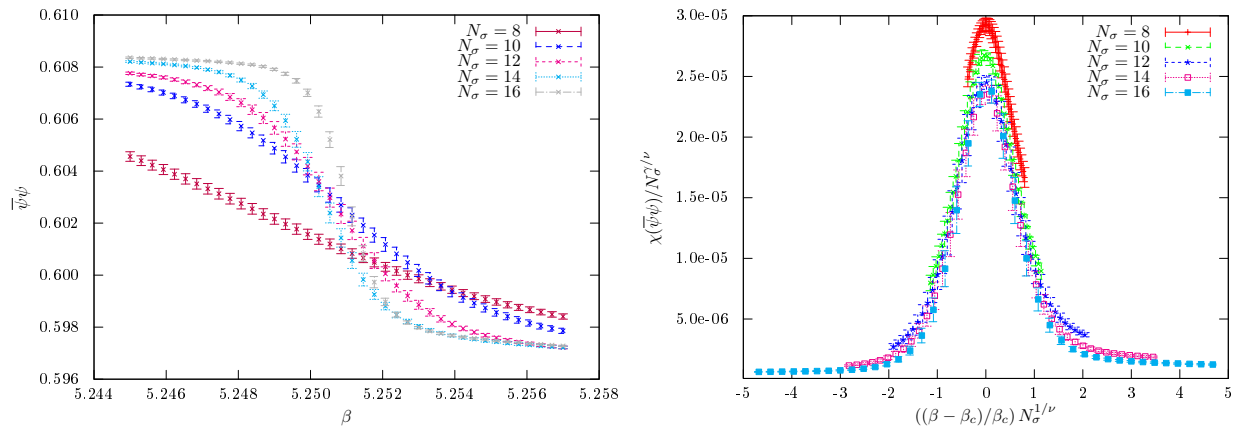 0.610
0.608
0.606
0.604
0.602
0.600
0.598
0.596
ψ̄ψ
5.244 5.246 5.248 5.250 5.252 5.254 5.256 5.258
β
Nσ = 8
Nσ = 10
Nσ = 12
Nσ = 14
Nσ = 16
3.0e-05
2.5e-05
2.0e-05
1.5e-05
1.0e-05
5.0e-06
χ(ψ̄ψ)/Nσ^γ/ν
-5 -4 -3 -2 -1 0 1 2 3 4 5
((β − βc)/βc) Nσ^1/ν
Nσ = 8
Nσ = 10
Nσ = 12
Nσ = 14
Nσ = 16